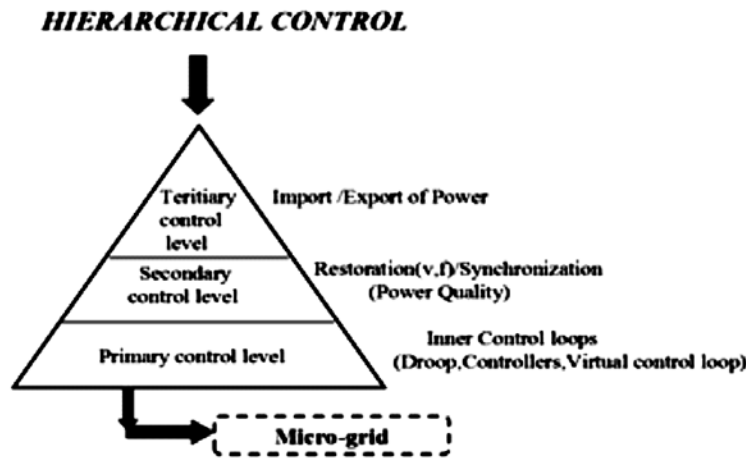 HIERARCHICAL CONTROL
Teritiary
control
level
Import /Export of Power
Secondary
control level
Restoration(v,f)/Synchronization
(Power Quality)
Primary control level
Inner Control loops
(Droop,Controllers,Virtual control loop)
Micro-grid